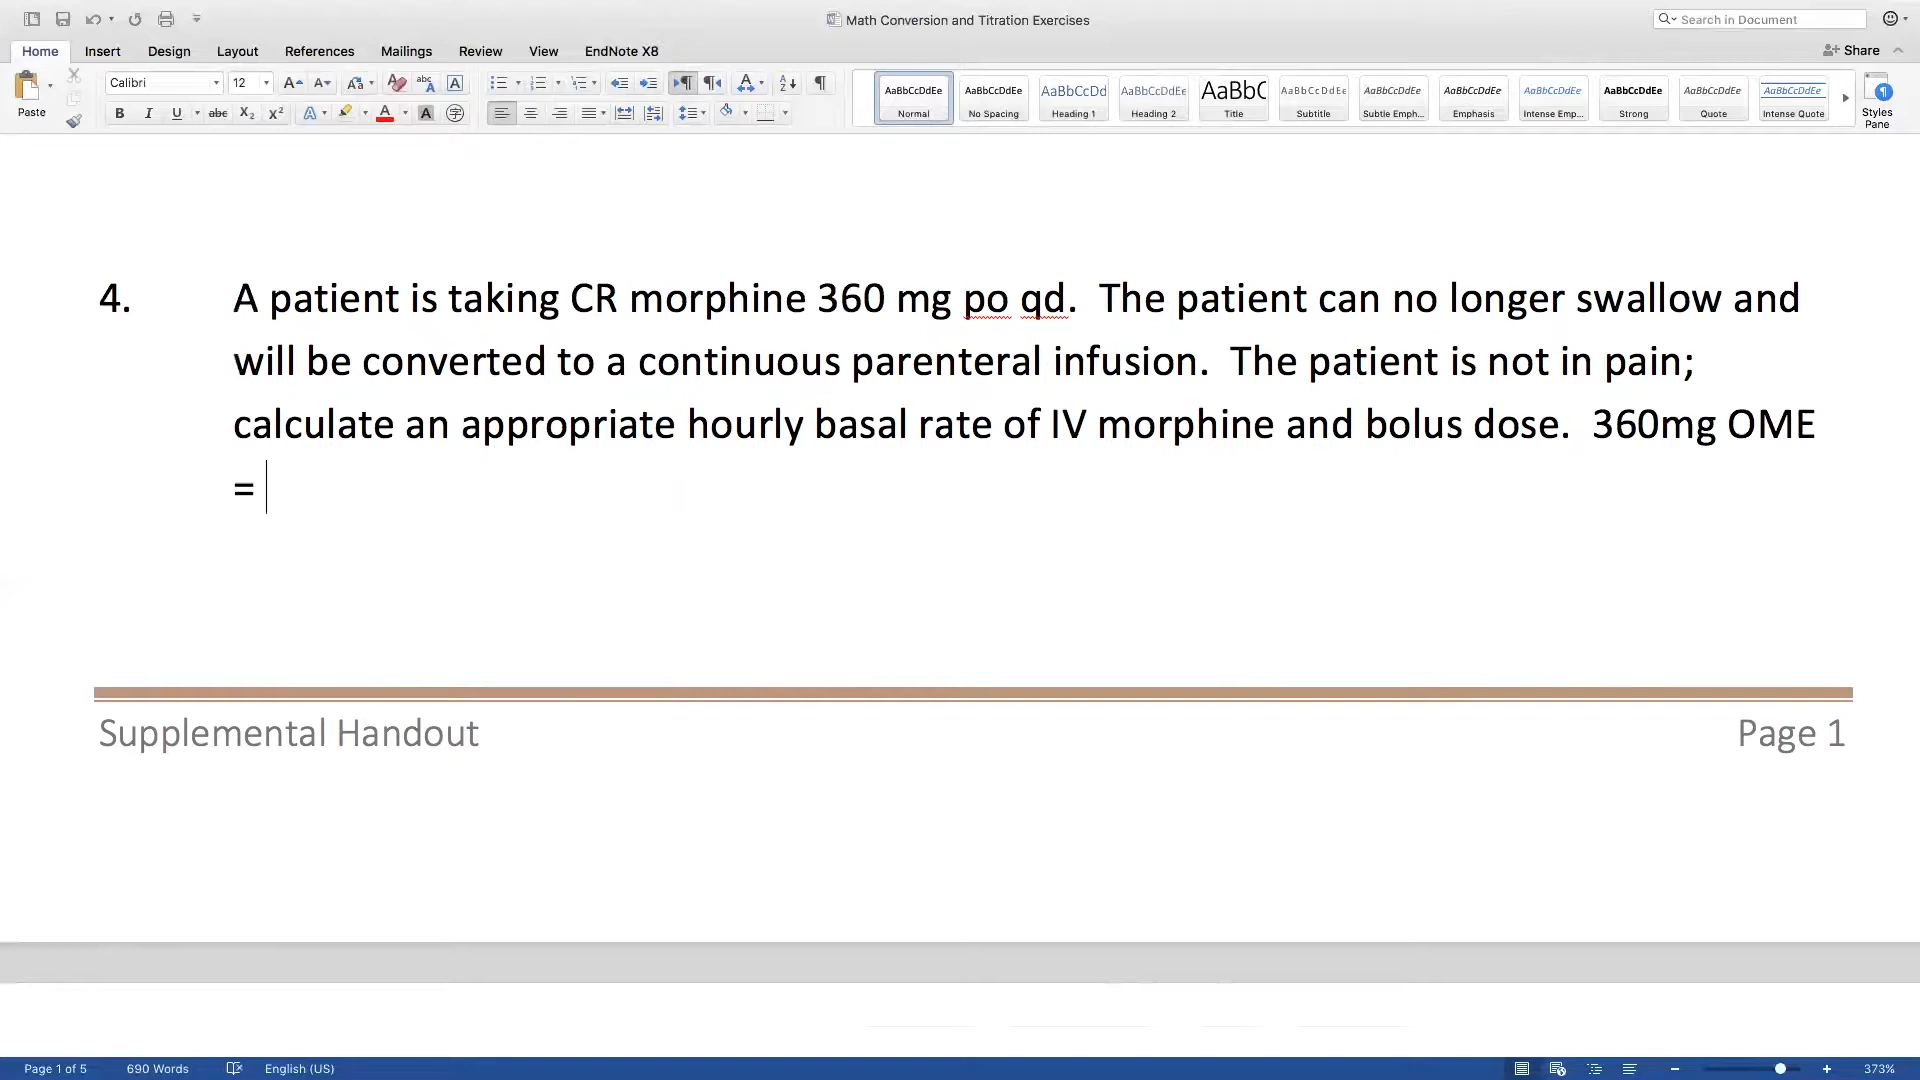 Math Conversion and Titration Exercises
Search in Document
Home Insert Design Layout References Mailings Review View EndNote X8
Share
Paste
Calibri 12
AaBbCcDdEe AaBbCcDdEe AaBbCcDd AaBbCcDdEe AaBbC AaBbCcDdEe AaBbCcDdEe AaBbCcDdEe AaBbCcDdEe AaBbCcDdEe AaBbCcDdEe AaBbCcDdEe
Normal No Spacing Heading 1 Heading 2 Title Subtitle Subtle Emph... Emphasis Intense Emp... Strong Quote Intense Quote
Styles
Pane
4. A patient is taking CR morphine 360 mg po qd. The patient can no longer swallow and
will be converted to a continuous parenteral infusion. The patient is not in pain;
calculate an appropriate hourly basal rate of IV morphine and bolus dose. 360mg OME
=
Supplemental Handout Page 1
Page 1 of 5 690 Words English (US) 373%